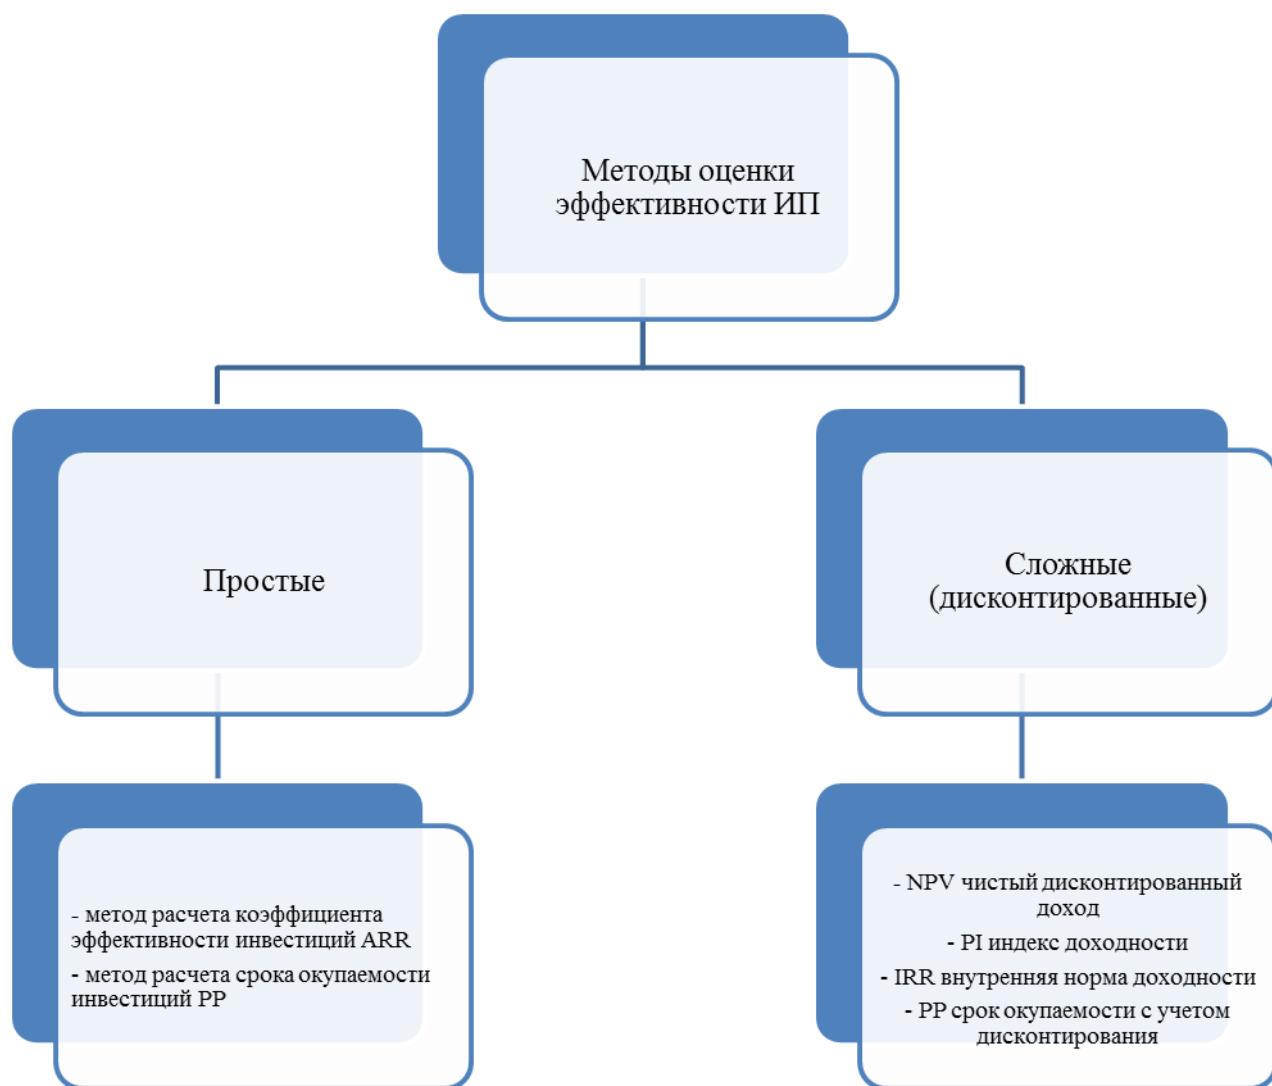 Методы оценки
эффективности ИП
Простые
Сложные
(дисконтированные)
- метод расчета коэффициента
эффективности инвестиций ARR
- метод расчета срока окупаемости
инвестиций PP
- NPV чистый дисконтированный
доход
- PI индекс доходности
- IRR внутренняя норма доходности
- PP срок окупаемости с учетом
дисконтирования